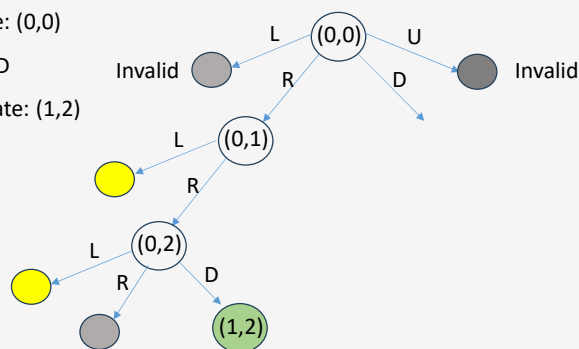 e: (0,0)
D
ate: (1,2)
(0,0)
L
U
Invalid
R
D
Invalid
(0,1)
L
R
(0,2)
L
R
D
(1,2)